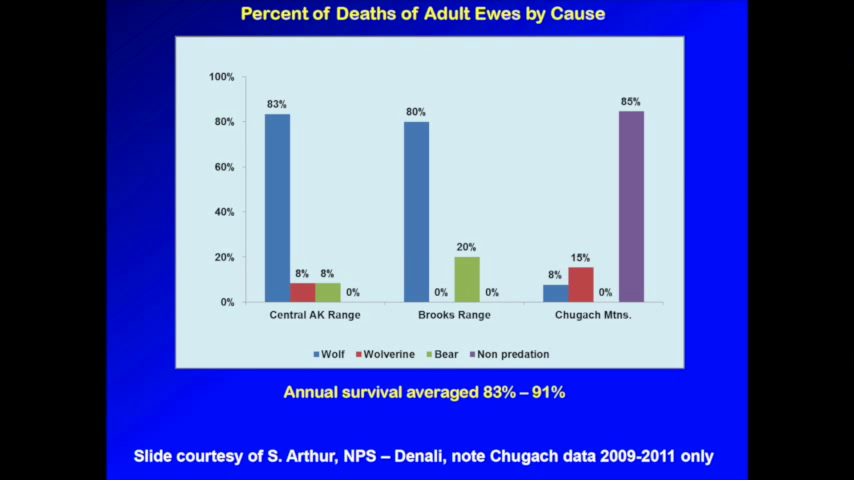 Percent of Deaths of Adult Ewes by Cause
100%
80%
60%
40%
20%
0%
83%
8%
8%
0%
80%
0%
20%
0%
8%
15%
0%
85%
Central AK Range
Brooks Range
Chugach Mtns.
Wolf
Wolverine
Bear
Non predation
Annual survival averaged 83% – 91%
Slide courtesy of S. Arthur, NPS – Denali, note Chugach data 2009-2011 only